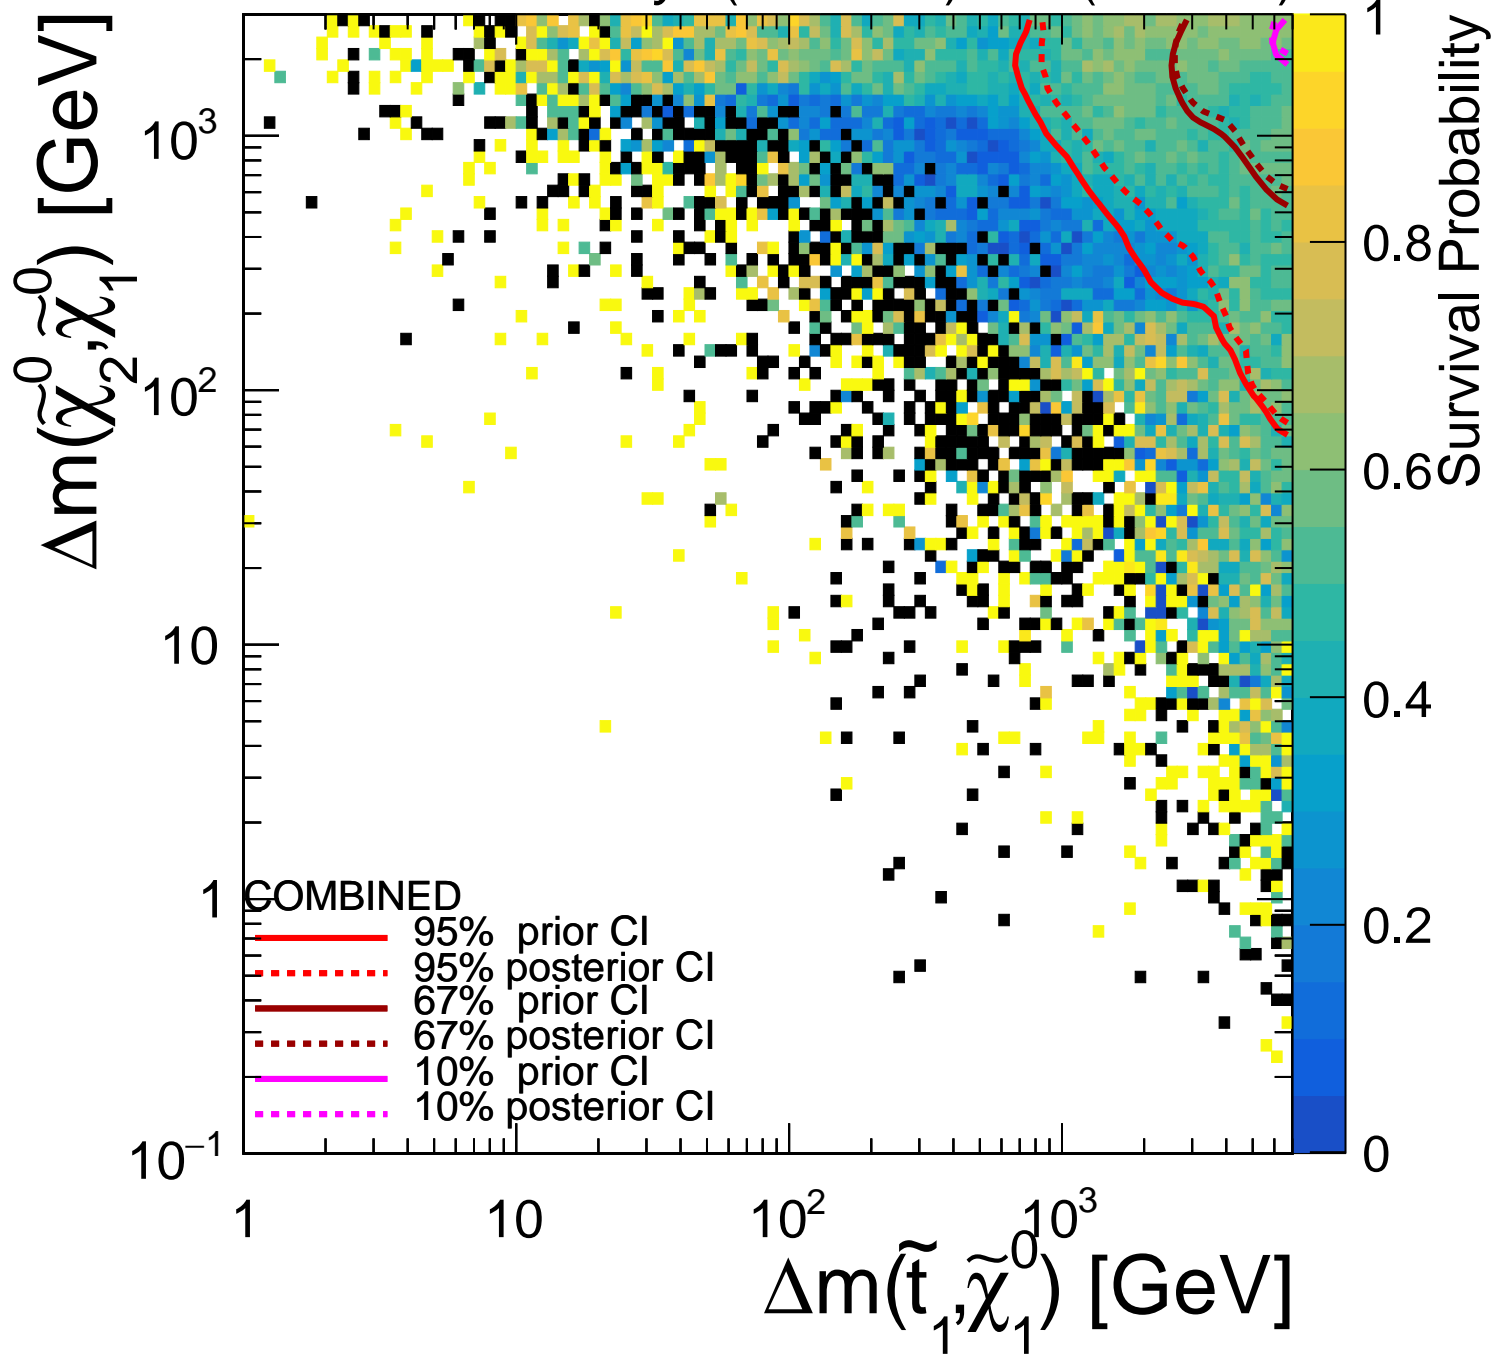 Δm(χ̃⁰₂,χ̃⁰₁) [GeV]
10³
10²
10
1
10⁻¹
COMBINED
95% prior CI
95% posterior CI
67% prior CI
67% posterior CI
10% prior CI
10% posterior CI
1
10
10²
10³
Δm(t̃₁,χ̃⁰₁) [GeV]
1
0.8
0.6
0.4
0.2
0
Survival Probability